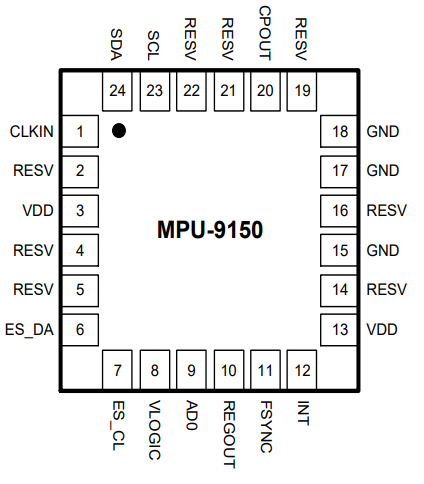 SDA SCL RESV RESV CPOUT RESV
24 23 22 21 20 19
CLKIN 1 18 GND
RESV 2 17 GND
VDD 3 16 RESV
MPU-9150
RESV 4 15 GND
RESV 5 14 RESV
ES_DA 6 13 VDD
7 8 9 10 11 12
ES_CL VLOGIC AD0 REGOUT FSYNC INT